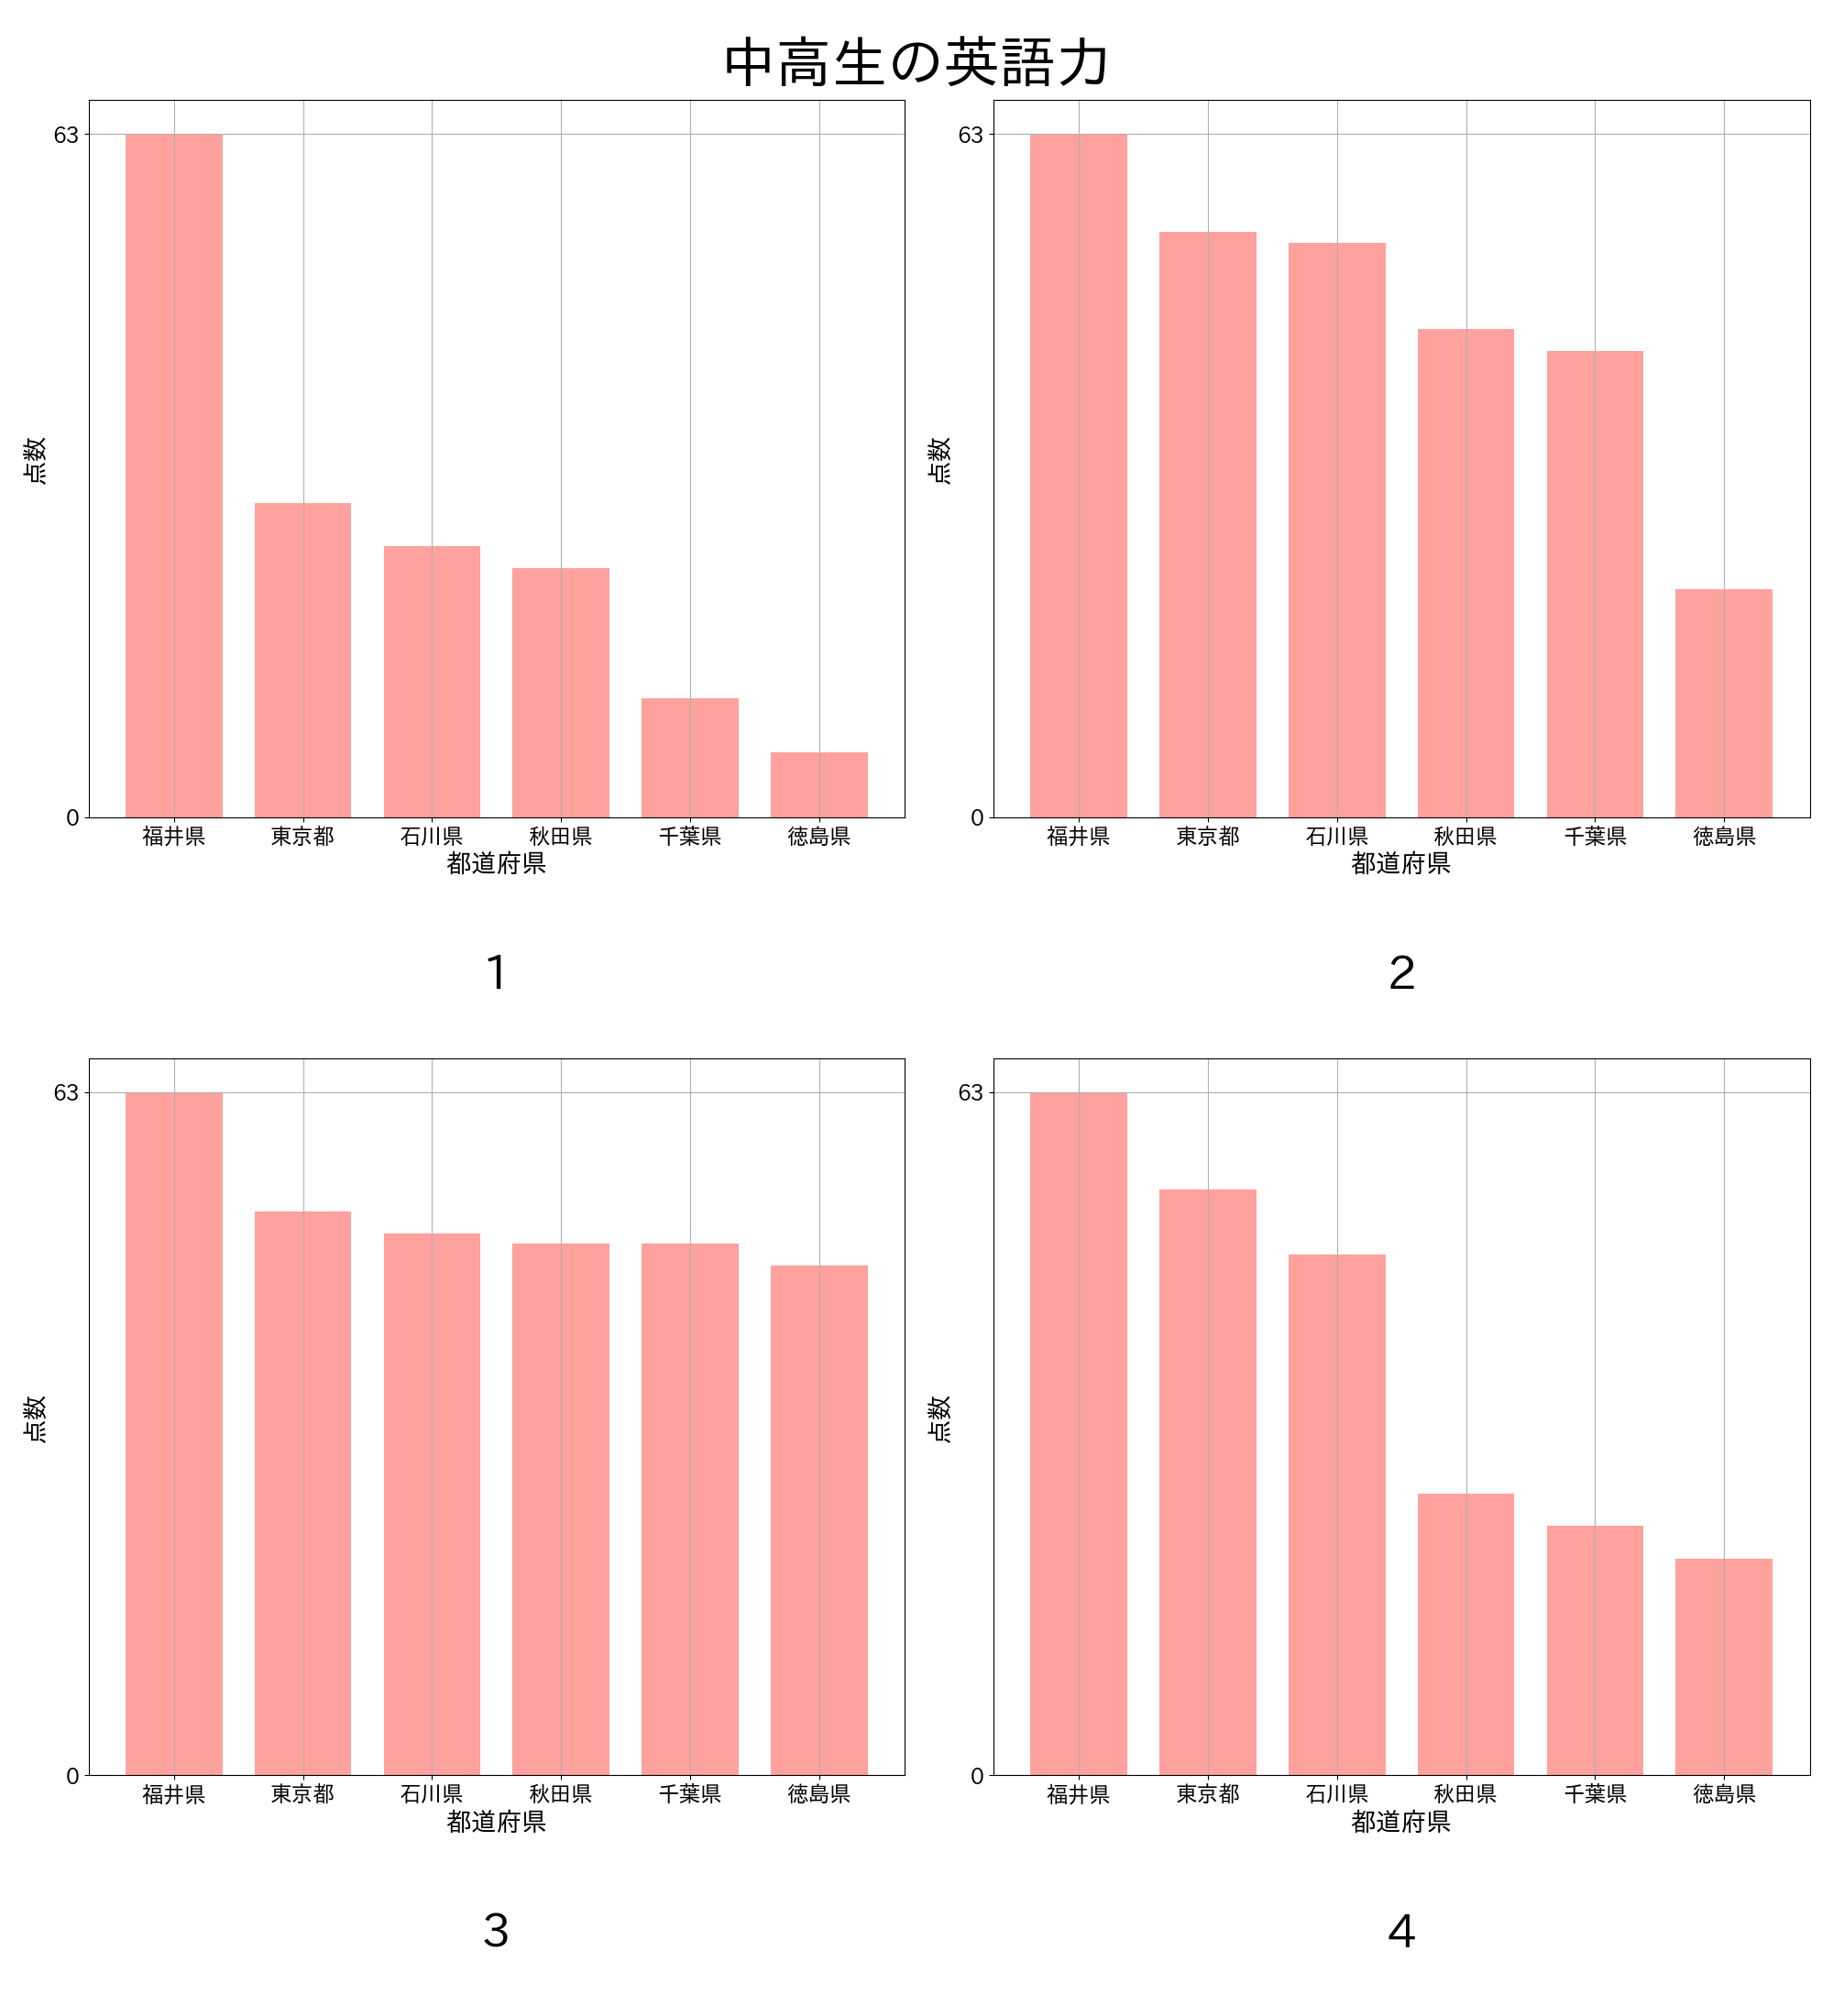 中高生の英語力
63
0
点数
福井県 東京都 石川県 秋田県 千葉県 徳島県
都道府県
1
63
0
点数
福井県 東京都 石川県 秋田県 千葉県 徳島県
都道府県
2
63
0
点数
福井県 東京都 石川県 秋田県 千葉県 徳島県
都道府県
3
63
0
点数
福井県 東京都 石川県 秋田県 千葉県 徳島県
都道府県
4